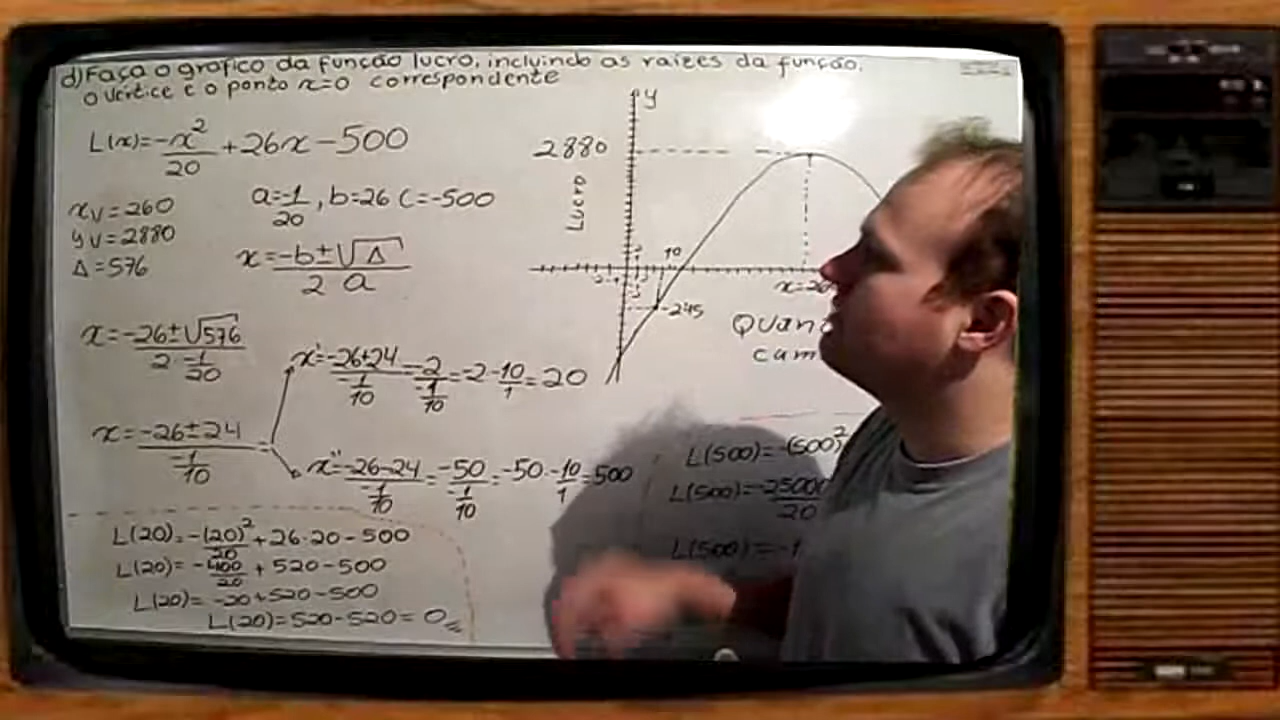 d) Faça o gráfico da função lucro, incluindo as raízes da função,
o vértice e o ponto x=0 correspondente
L(x)=-x²/20 +26x-500
xv=260
yv=2880
Δ=576
a=-1/20, b=26 c=-500
x=-b±√Δ / 2a
x=-26±√576 / 2·-1/20
x'=-26+24 / -1/10 = -2 / -1/10 = -2·-10/1 = 20
x=-26±24 / -1/10 =
x''=-26-24 / -1/10 = -50 / -1/10 = -50·-10/1 = 500
L(20)=-(20)²/20 +26·20-500
L(20)=-400/20 +520-500
L(20)=-20+520-500
L(20)=520-520=0
y
2880
Lucro
10
-245
x=26
Quan
cam
L(500)=-(500)²
L(500)=-25000/20
L(500)=-1